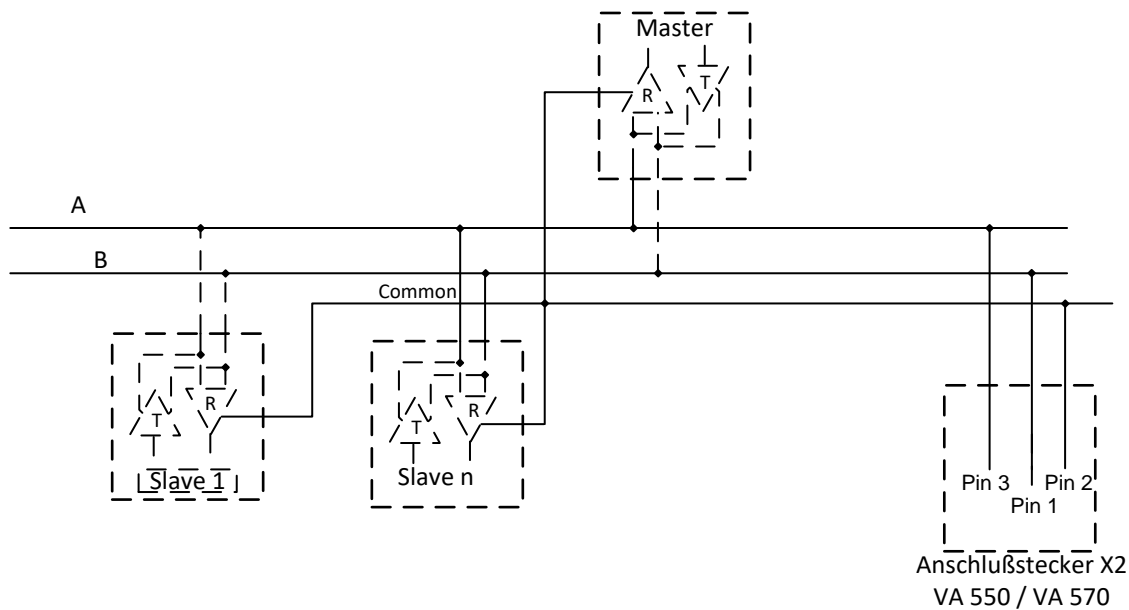 Master
R
T
A
B
Common
R
T
Slave 1
R
T
Slave n
Pin 3
Pin 2
Pin 1
Anschlußstecker X2
VA 550 / VA 570